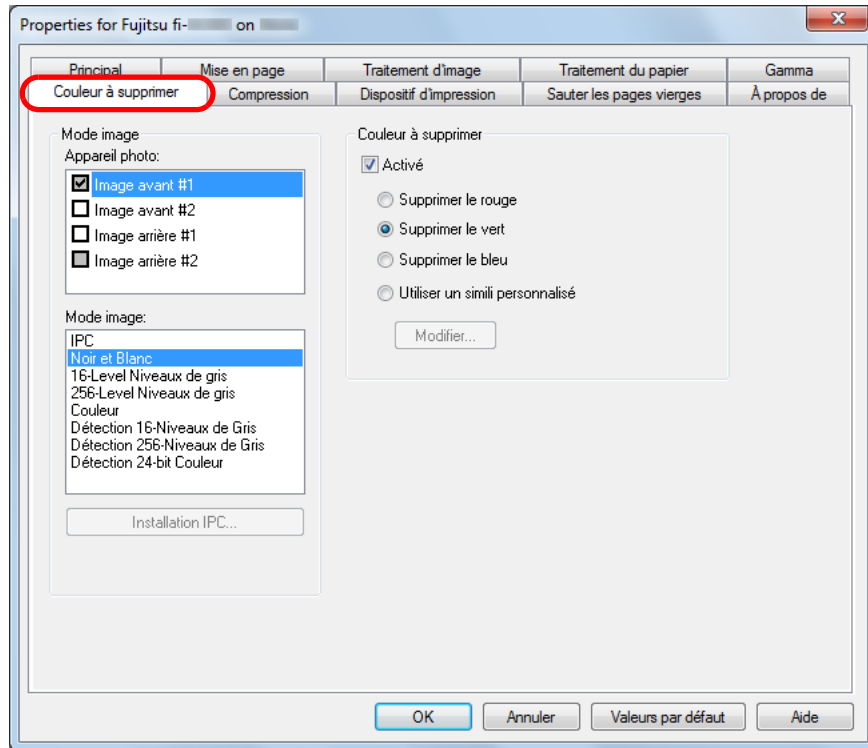 Properties for Fujitsu fi- on
Principal Mise en page Traitement d'image Traitement du papier Gamma
Couleur à supprimer Compression Dispositif d'impression Sauter les pages vierges À propos de
Mode image
Appareil photo:
Image avant #1
Image avant #2
Image arrière #1
Image arrière #2
Mode image:
IPC
Noir et Blanc
16-Level Niveaux de gris
256-Level Niveaux de gris
Couleur
Détection 16-Niveaux de Gris
Détection 256-Niveaux de Gris
Détection 24-bit Couleur
Installation IPC...
Couleur à supprimer
Activé
Supprimer le rouge
Supprimer le vert
Supprimer le bleu
Utiliser un simili personnalisé
Modifier...
OK Annuler Valeurs par défaut Aide